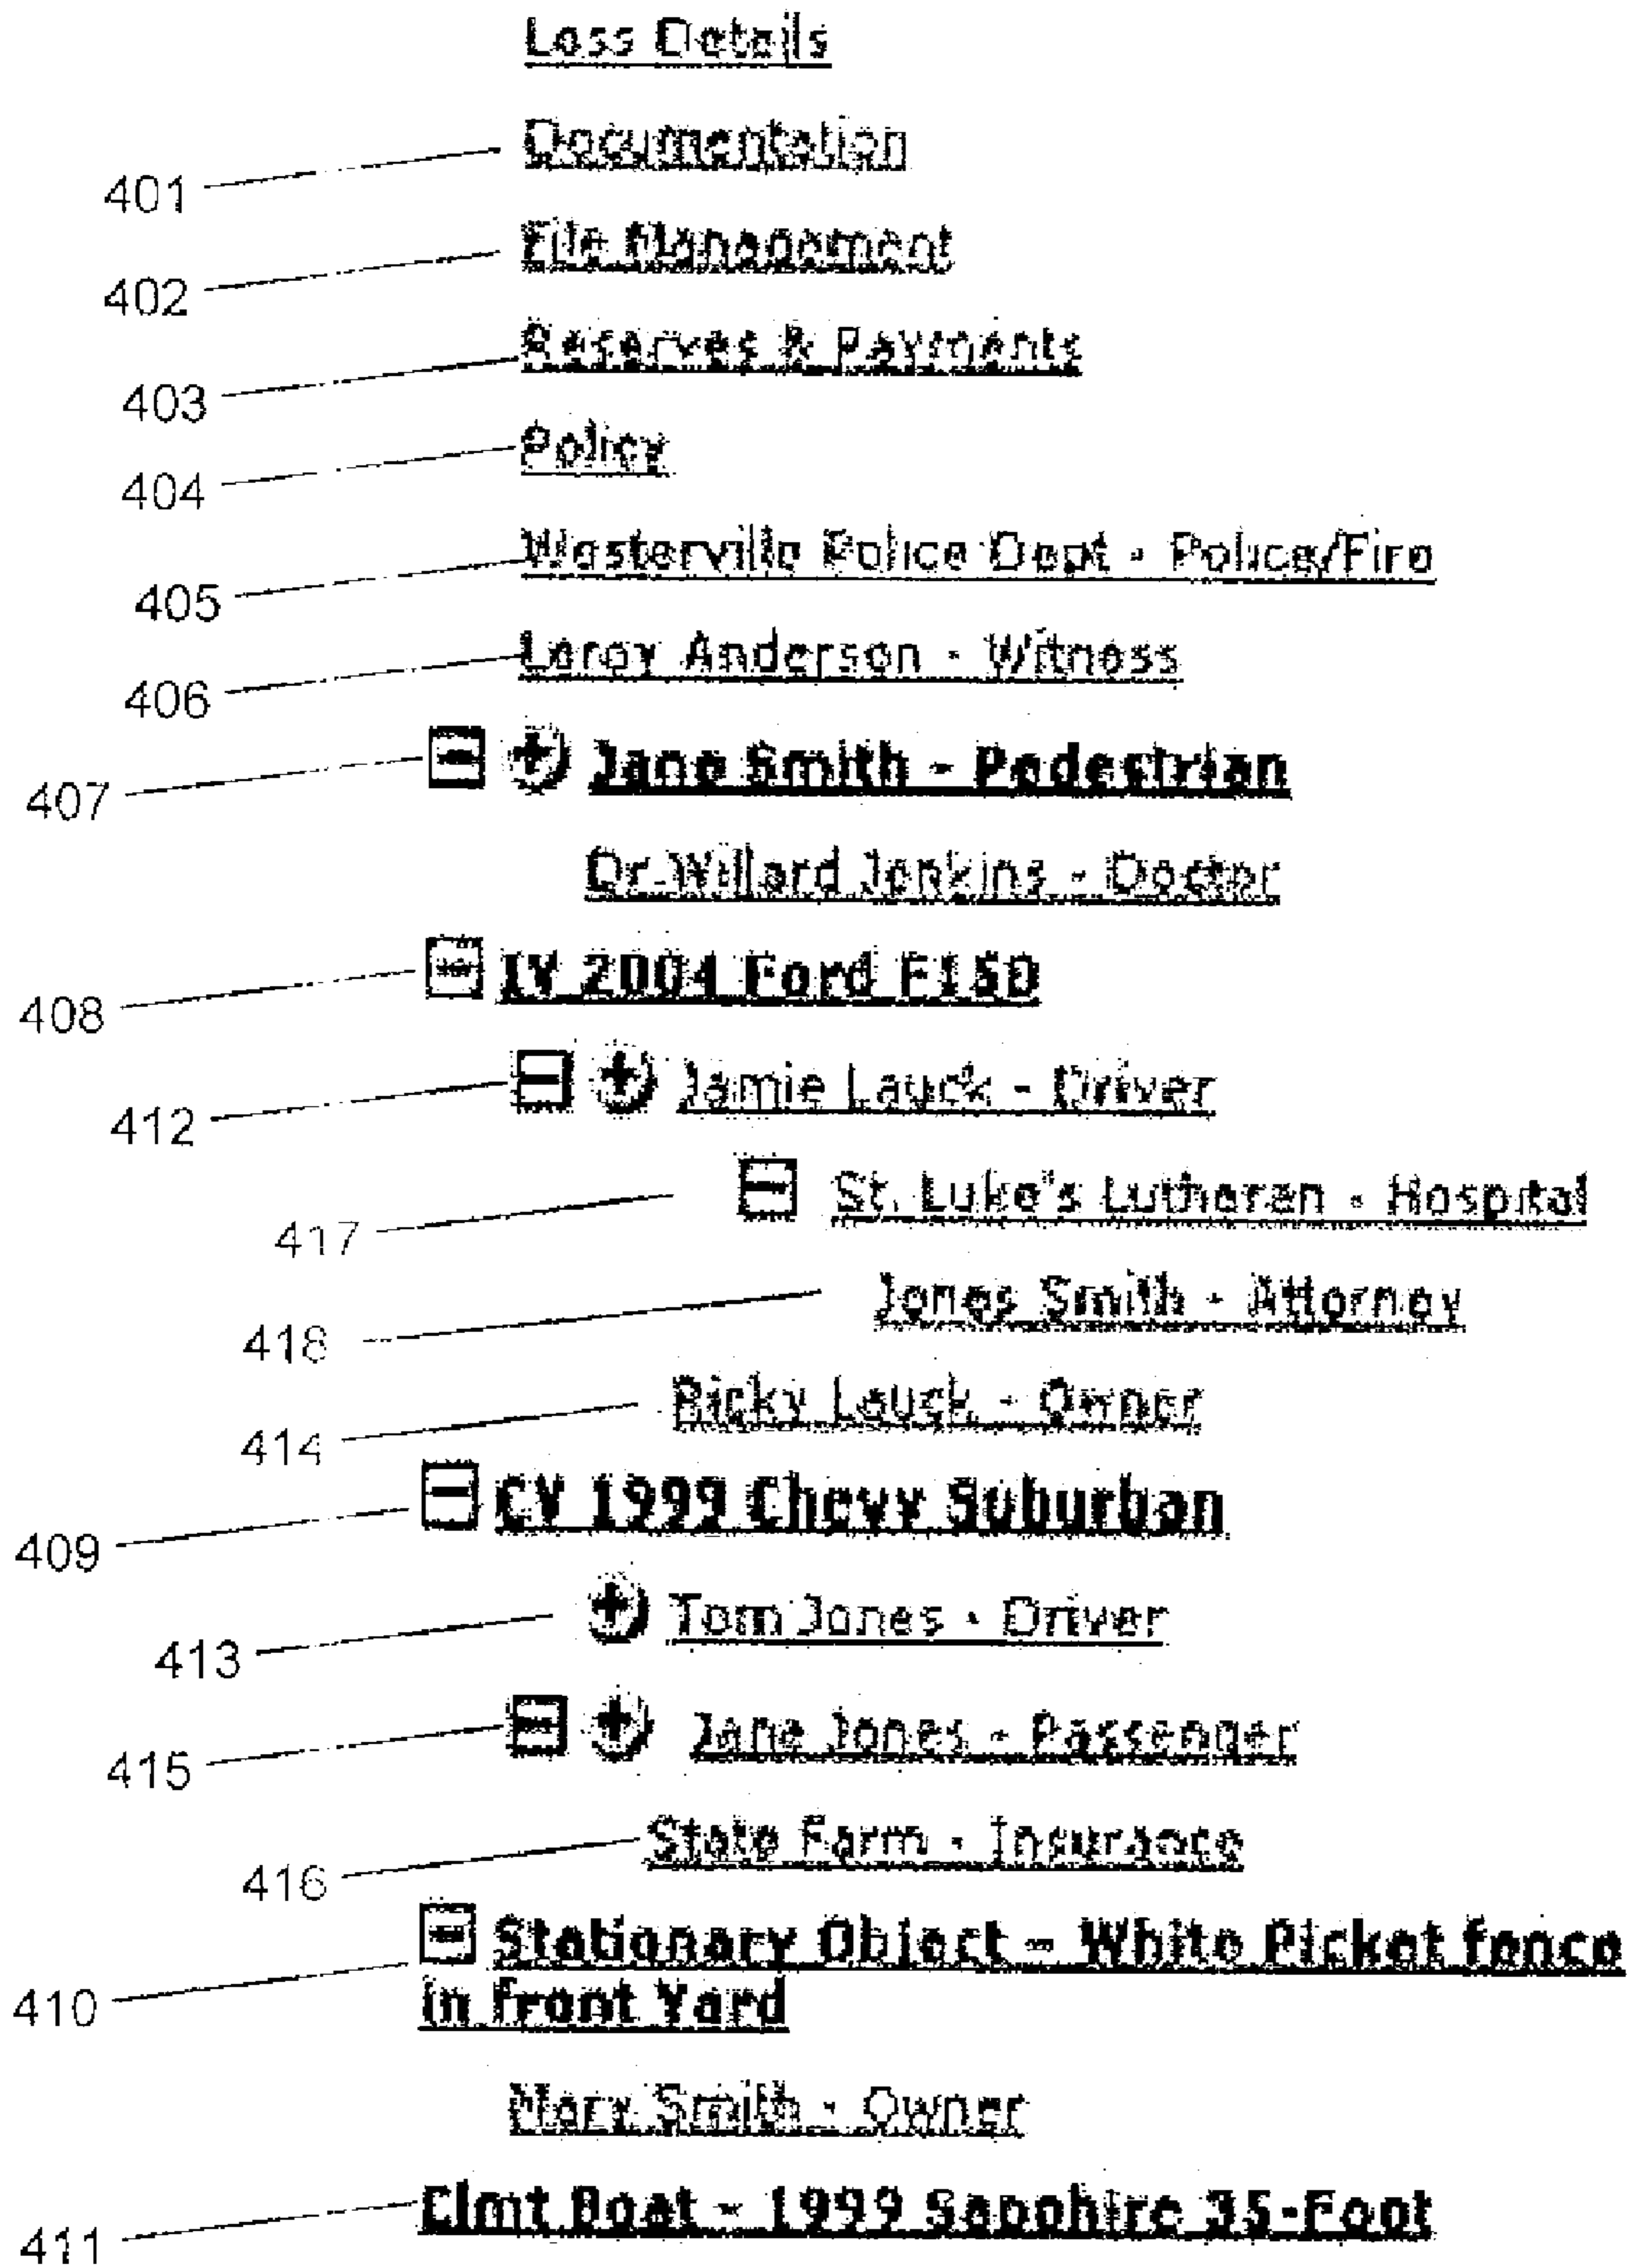 Loss Details
401 Documentation
402 File Management
403 Reserves & Payments
404 Policy
405 Westerville Police Dept - Police/Fire
406 Leroy Anderson - Witness
407 Jane Smith - Pedestrian
Dr. Willard Jenkins - Doctor
408 IV 2004 Ford F150
412 Jamie Lauck - Driver
417 St. Luke's Lutheran - Hospital
418 Jones Smith - Attorney
414 Ricky Lauck - Owner
409 CV 1999 Chevy Suburban
413 Tom Jones - Driver
415 Jane Jones - Passenger
416 State Farm - Insurance
410 Stationary Object - White Picket fence
in front Yard
Mary Smith - Owner
411 Clmt Boat - 1999 Sapphire 35-Foot